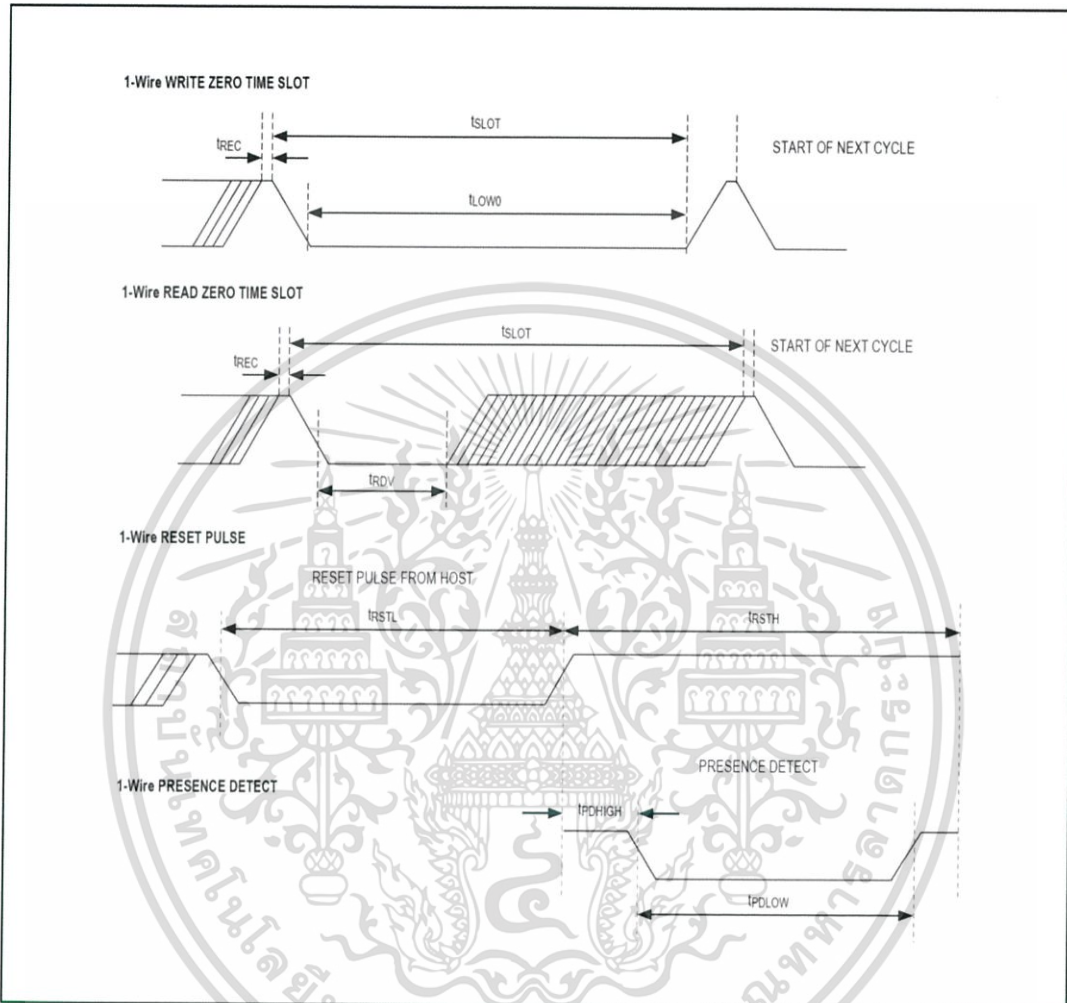 1-Wire WRITE ZERO TIME SLOT
tSLOT
tREC
START OF NEXT CYCLE
tLOW0
1-Wire READ ZERO TIME SLOT
tSLOT
START OF NEXT CYCLE
tREC
tRDV
1-Wire RESET PULSE
RESET PULSE FROM HOST
tRSTL
tRSTH
PRESENCE DETECT
1-Wire PRESENCE DETECT
tPDHIGH
tPDLOW